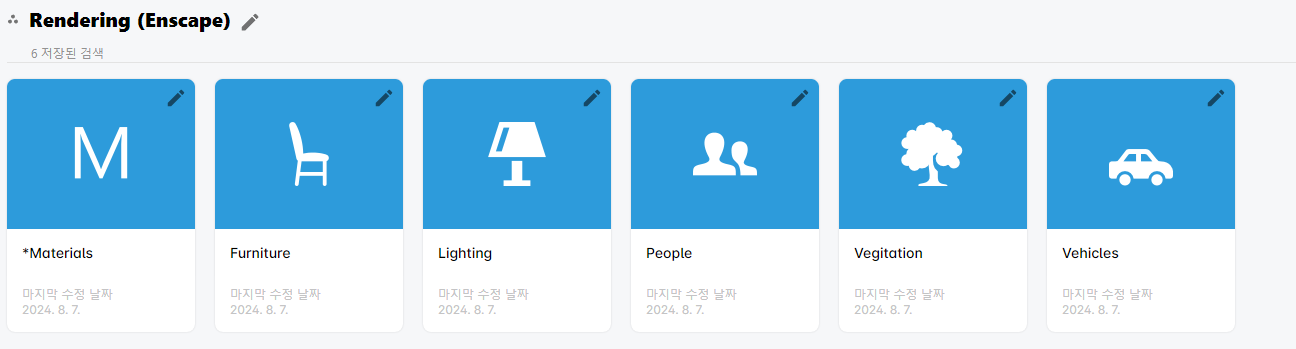 Rendering (Enscape)
6 저장된 검색
M
*Materials
마지막 수정 날짜
2024. 8. 7.
Furniture
마지막 수정 날짜
2024. 8. 7.
Lighting
마지막 수정 날짜
2024. 8. 7.
People
마지막 수정 날짜
2024. 8. 7.
Vegitation
마지막 수정 날짜
2024. 8. 7.
Vehicles
마지막 수정 날짜
2024. 8. 7.